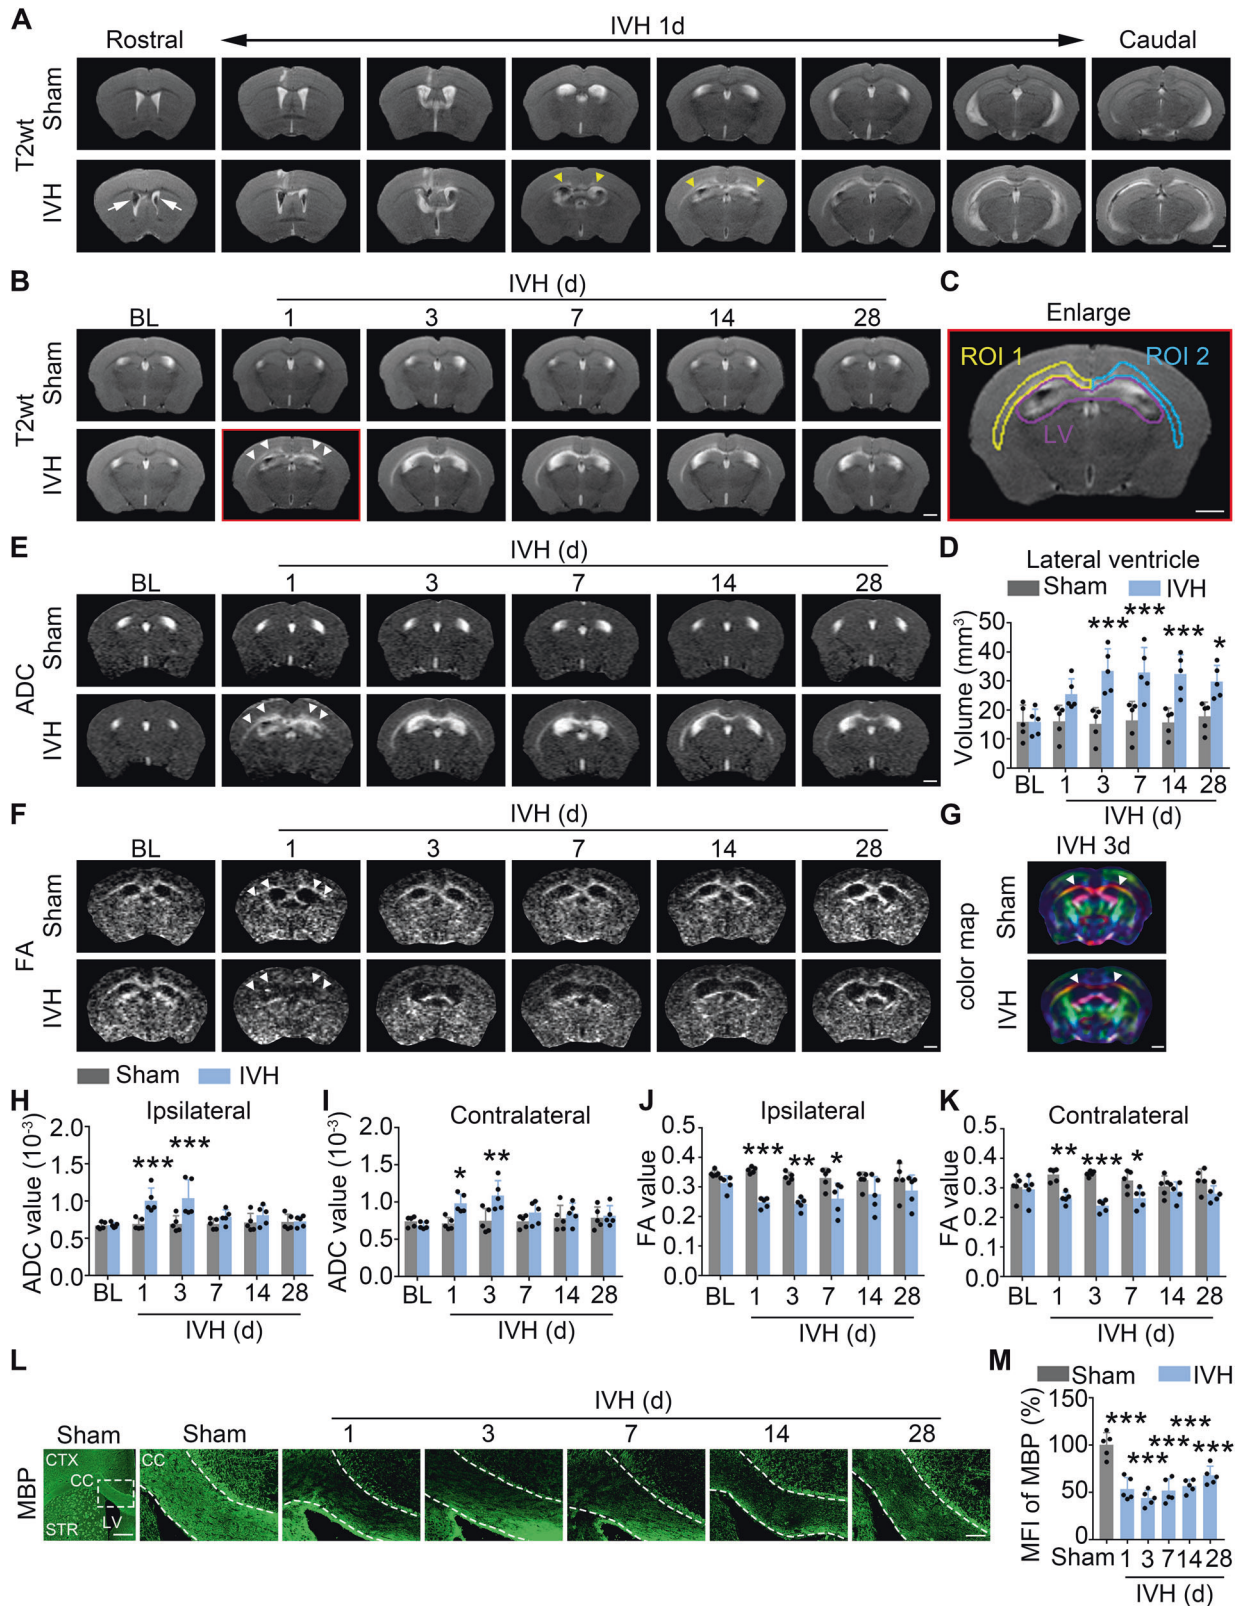 A
IVH 1d
Rostral
Caudal
T2wt
Sham
IVH
B
IVH (d)
BL 1 3 7 14 28
T2wt
Sham
IVH
C
Enlarge
ROI 1
ROI 2
LV
E
IVH (d)
BL 1 3 7 14 28
ADC
Sham
IVH
D
Lateral ventricle
Sham IVH
Volume (mm³)
50
40
30
20
10
0
*** *** *** *
BL 1 3 7 14 28
IVH (d)
F
IVH (d)
BL 1 3 7 14 28
FA
Sham
IVH
G
IVH 3d
color map
Sham
IVH
Sham IVH
H
Ipsilateral
ADC value (10⁻³)
2.0
1.5
1.0
0.5
0.0
*** ***
BL 1 3 7 14 28
IVH (d)
I
Contralateral
ADC value (10⁻³)
2.0
1.5
1.0
0.5
0.0
* **
BL 1 3 7 14 28
IVH (d)
J
Ipsilateral
FA value
0.5
0.4
0.3
0.2
0.1
0.0
*** ** *
BL 1 3 7 14 28
IVH (d)
K
Contralateral
FA value
0.5
0.4
0.3
0.2
0.1
0.0
** *** *
BL 1 3 7 14 28
IVH (d)
L
IVH (d)
Sham Sham 1 3 7 14 28
MBP
CTX
CC
LV
STR
CC
M
Sham IVH
MFI of MBP (%)
150
100
50
0
*** *** *** *** ***
Sham 1 3 7 14 28
IVH (d)